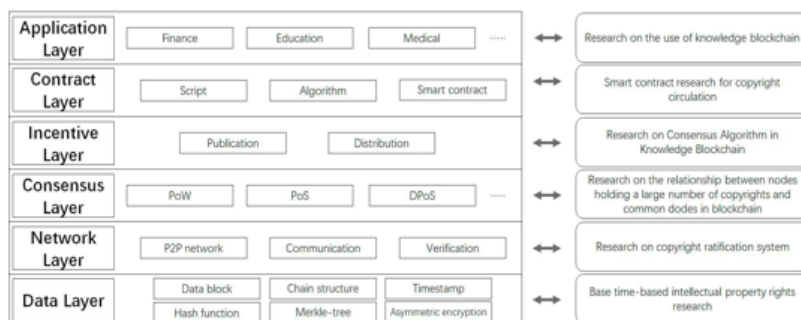 Application
Layer
Finance
Education
Medical
......
Research on the use of knowledge blockchain
Contract
Layer
Script
Algorithm
Smart contract
Smart contract research for copyright
circulation
Incentive
Layer
Publication
Distribution
Research on Consensus Algorithm in
Knowledge Blockchain
Consensus
Layer
PoW
PoS
DPoS
......
Research on the relationship between nodes
holding a large number of copyrights and
common dodes in blockchain
Network
Layer
P2P network
Communication
Verification
Research on copyright ratification system
Data Layer
Data block
Chain structure
Timestamp
Hash function
Merkle-tree
Asymmetric encryption
Base time-based intellectual property rights
research